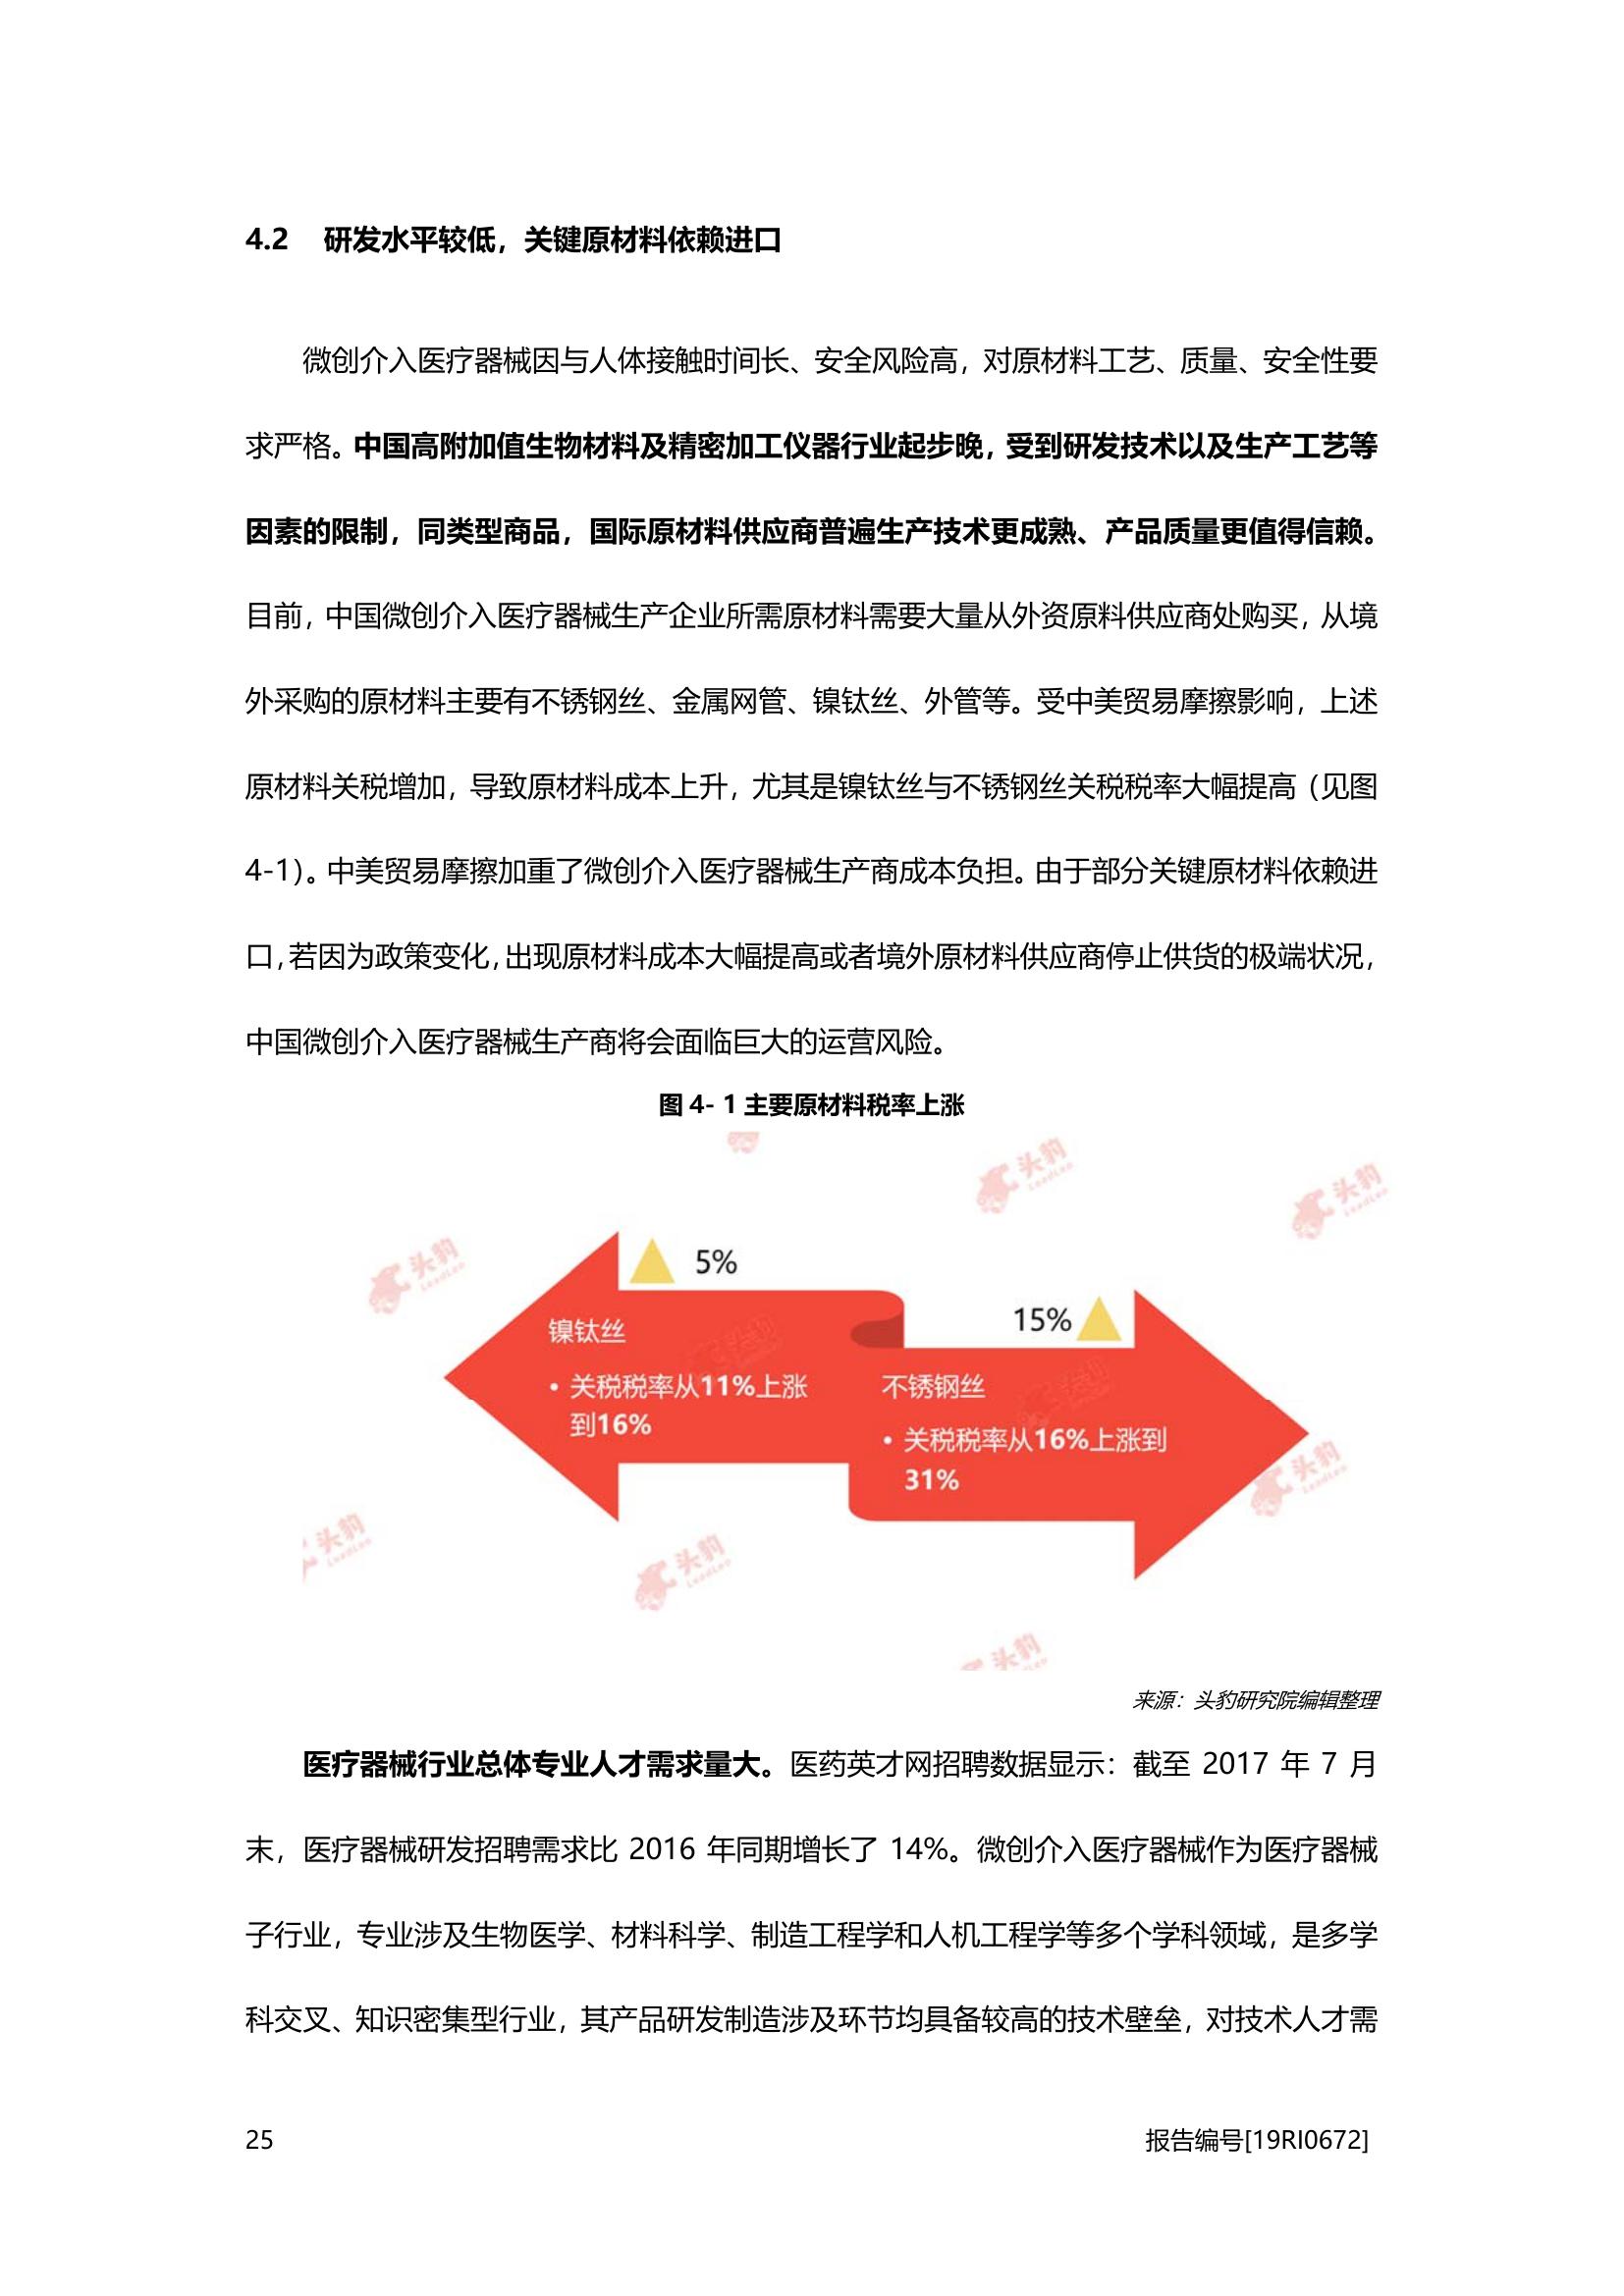 4.2 研发水平较低，关键原材料依赖进口
微创介入医疗器械因与人体接触时间长、安全风险高，对原材料工艺、质量、安全性要
求严格。中国高附加值生物材料及精密加工仪器行业起步晚，受到研发技术以及生产工艺等
因素的限制，同类型商品，国际原材料供应商普遍生产技术更成熟、产品质量更值得信赖。
目前，中国微创介入医疗器械生产企业所需原材料需要大量从外资原料供应商处购买，从境
外采购的原材料主要有不锈钢丝、金属网管、镍钛丝、外管等。受中美贸易摩擦影响，上述
原材料关税增加，导致原材料成本上升，尤其是镍钛丝与不锈钢丝关税税率大幅提高（见图
4-1）。中美贸易摩擦加重了微创介入医疗器械生产商成本负担。由于部分关键原材料依赖进
口，若因为政策变化，出现原材料成本大幅提高或者境外原材料供应商停止供货的极端状况，
中国微创介入医疗器械生产商将会面临巨大的运营风险。
图 4- 1 主要原材料税率上涨
头豹
LeadLeo
头豹
LeadLeo
头豹
LeadLeo
5%
镍钛丝
• 关税税率从11%上涨
到16%
15%
不锈钢丝
• 关税税率从16%上涨到
31%
头豹
头豹
头豹
LeadLeo
头豹
LeadLeo
头豹
LeadLeo
头豹
来源：头豹研究院编辑整理
医疗器械行业总体专业人才需求量大。医药英才网招聘数据显示：截至 2017 年 7 月
末，医疗器械研发招聘需求比 2016 年同期增长了 14%。微创介入医疗器械作为医疗器械
子行业，专业涉及生物医学、材料科学、制造工程学和人机工程学等多个学科领域，是多学
科交叉、知识密集型行业，其产品研发制造涉及环节均具备较高的技术壁垒，对技术人才需
25
报告编号[19RI0672]